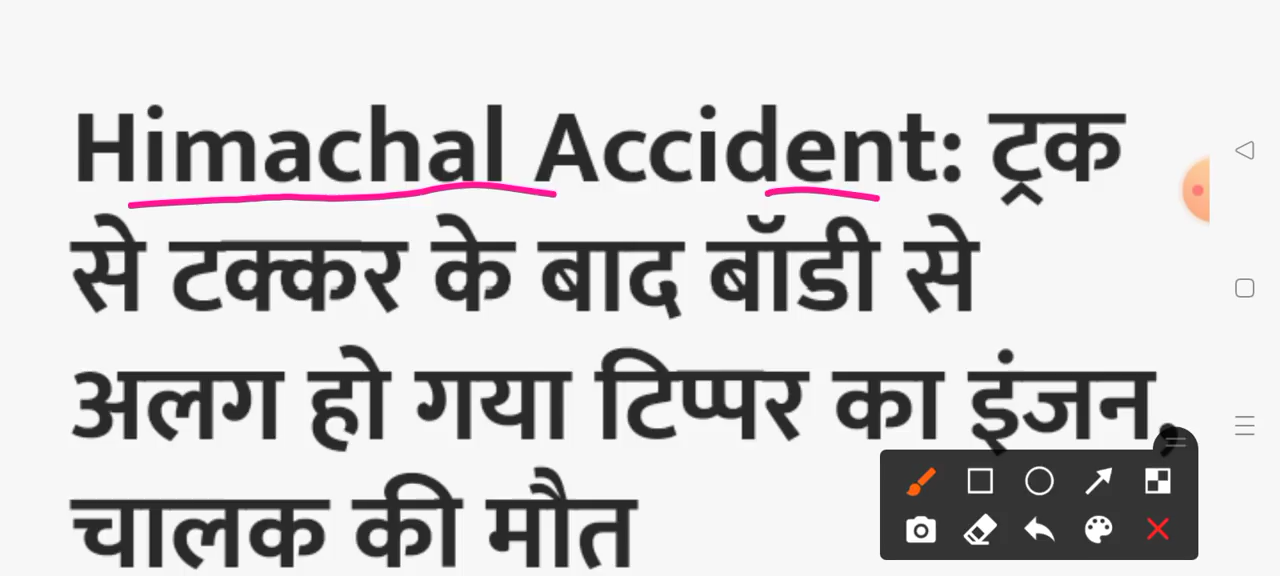 Himachal Accident: ट्रक
से टक्कर के बाद बॉडी से
अलग हो गया टिप्पर का इंजन,
चालक की मौत